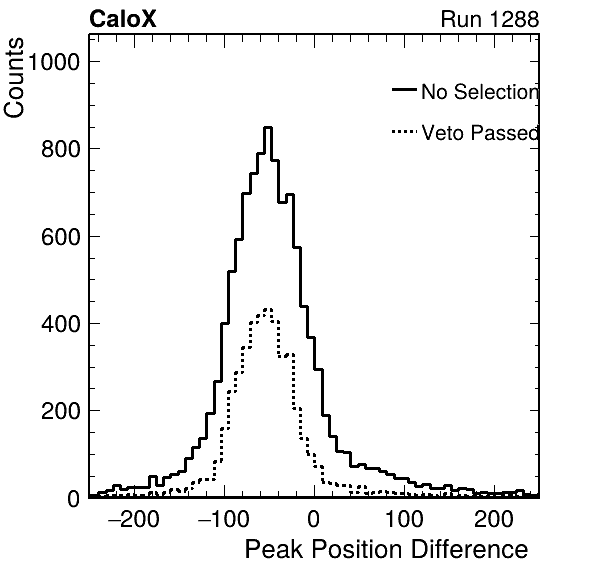 CaloX Run 1288
Counts
1000
800
600
400
200
0
No Selection
Veto Passed
−200 −100 0 100 200
Peak Position Difference